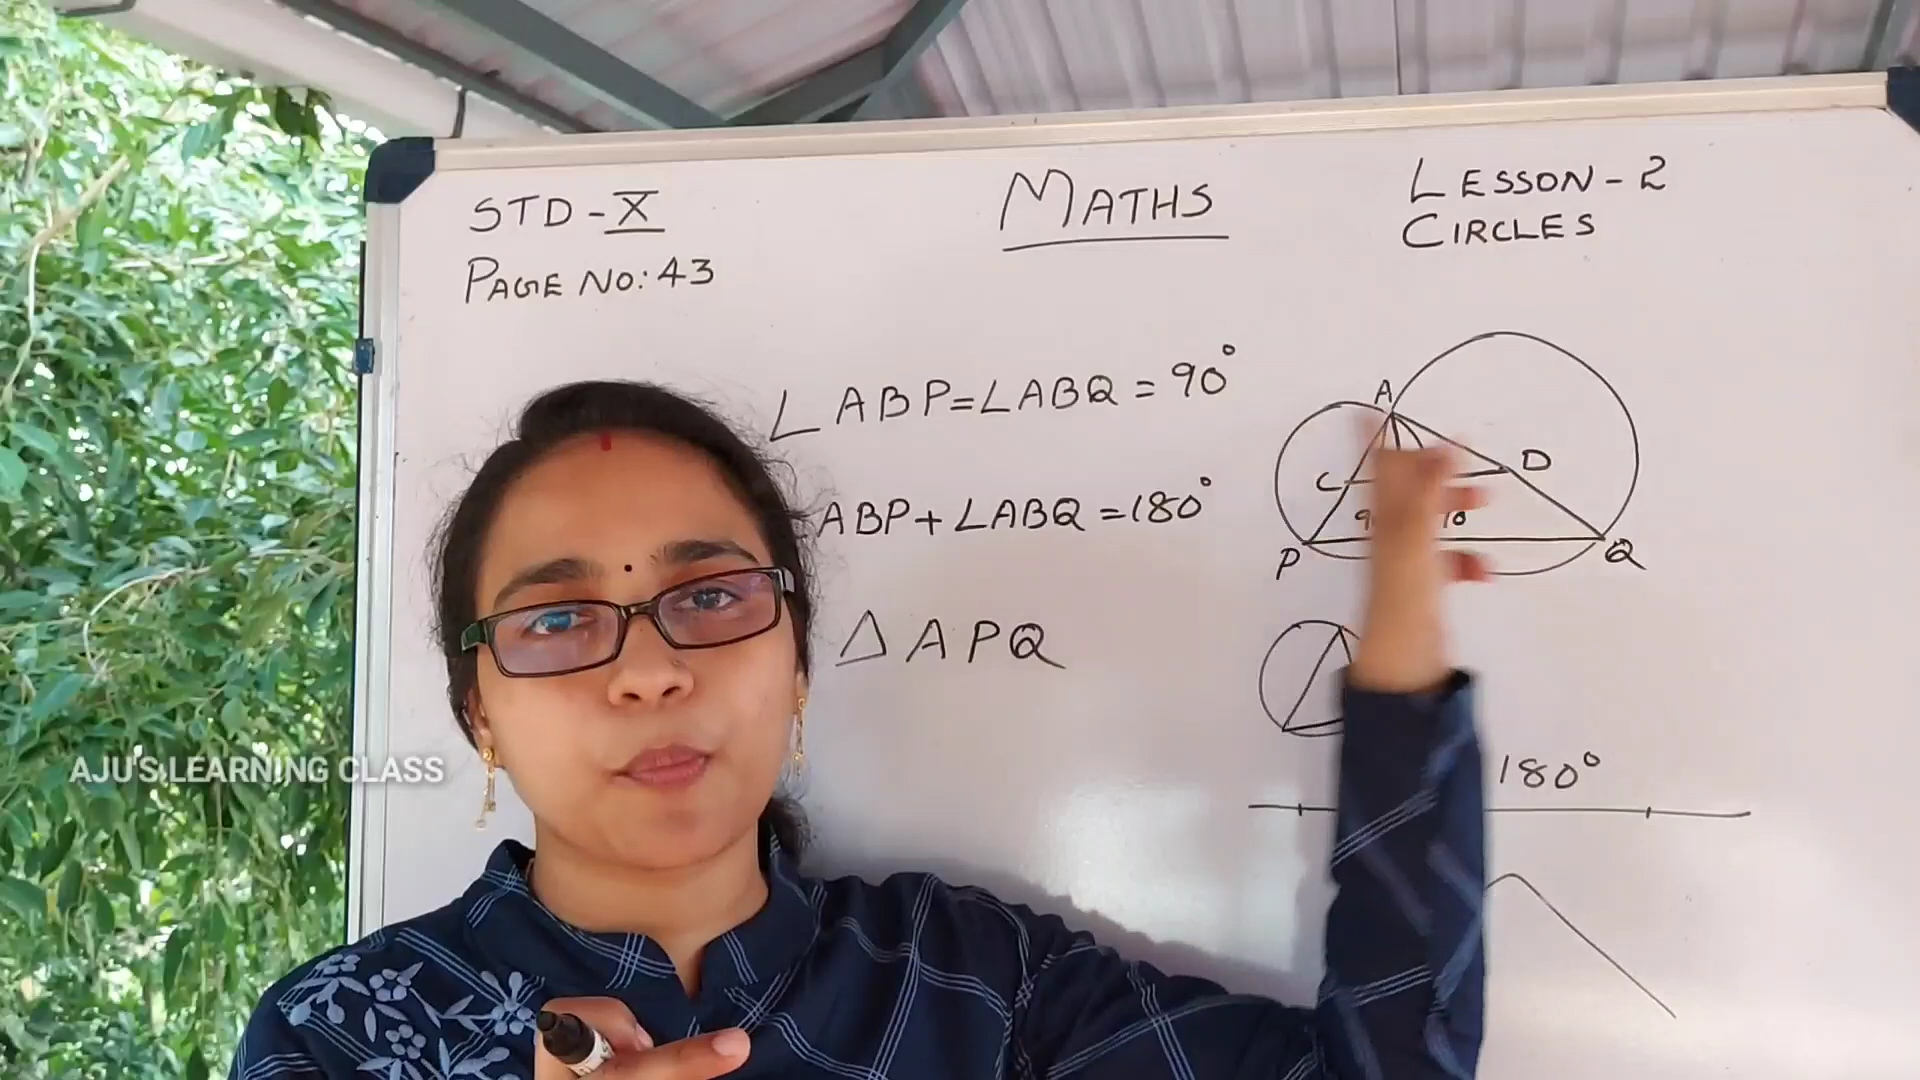 STD - X
PAGE NO: 43
MATHS
LESSON - 2
CIRCLES
∠ABP = ∠ABQ = 90°
ABP + ∠ABQ = 180°
△APQ
A
C
D
P
Q
180°
AJU'S LEARNING CLASS